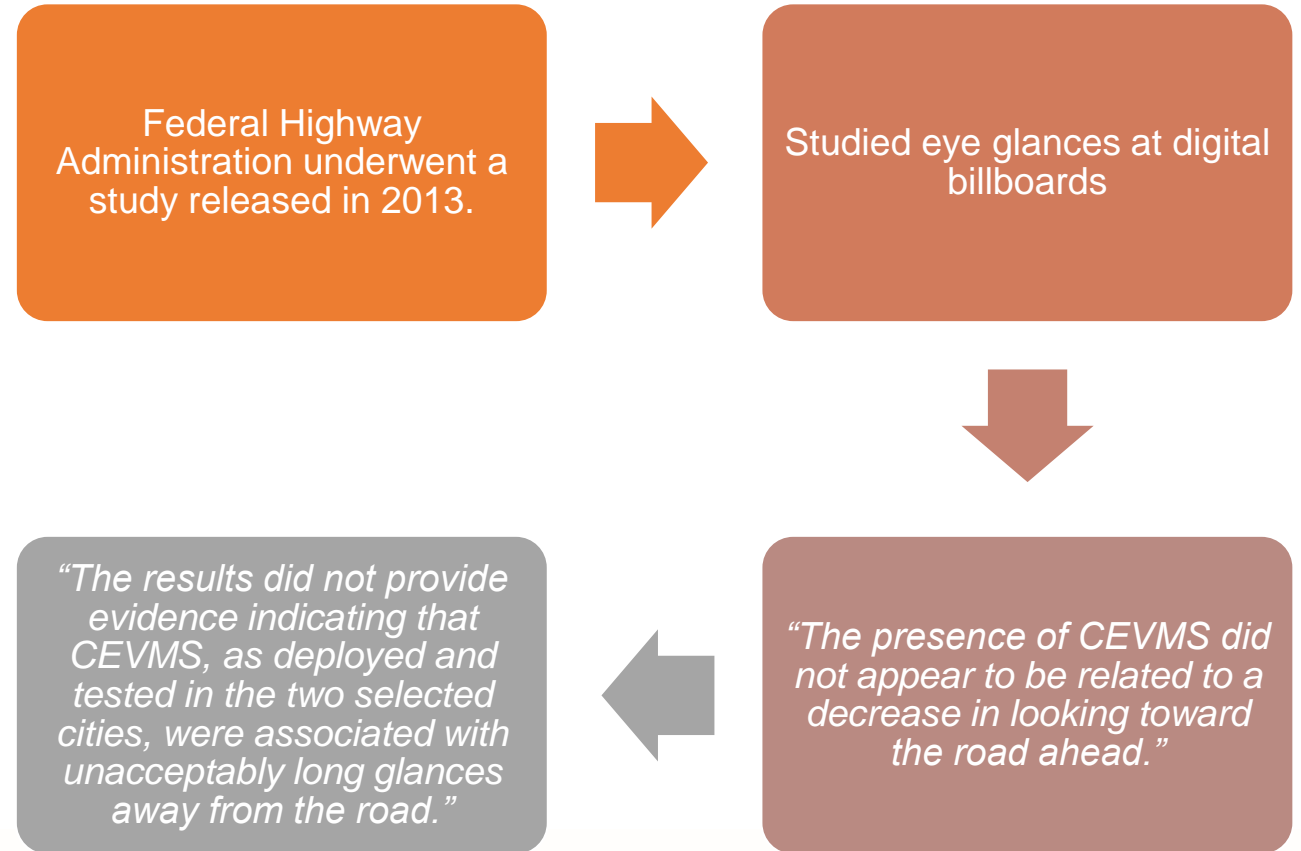 Federal Highway
Administration underwent a
study released in 2013.
Studied eye glances at digital
billboards
“The presence of CEVMS did
not appear to be related to a
decrease in looking toward
the road ahead.”
“The results did not provide
evidence indicating that
CEVMS, as deployed and
tested in the two selected
cities, were associated with
unacceptably long glances
away from the road.”